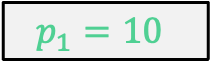 p₁ = 10